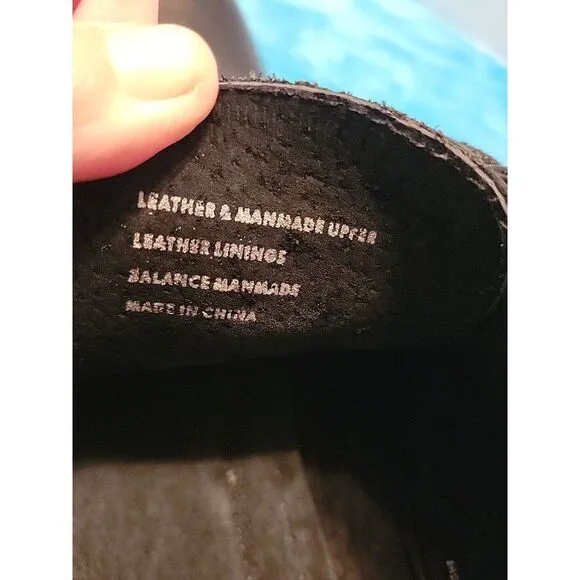 LEATHER & MANMADE UPPER
LEATHER LININGS
BALANCE MANMADE
MADE IN CHINA